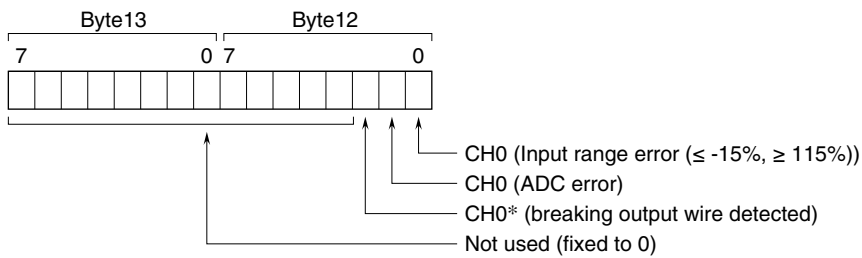 Byte13 Byte12
7 0 7 0
CH0 (Input range error (≤ -15%, ≥ 115%))
CH0 (ADC error)
CH0* (breaking output wire detected)
Not used (fixed to 0)